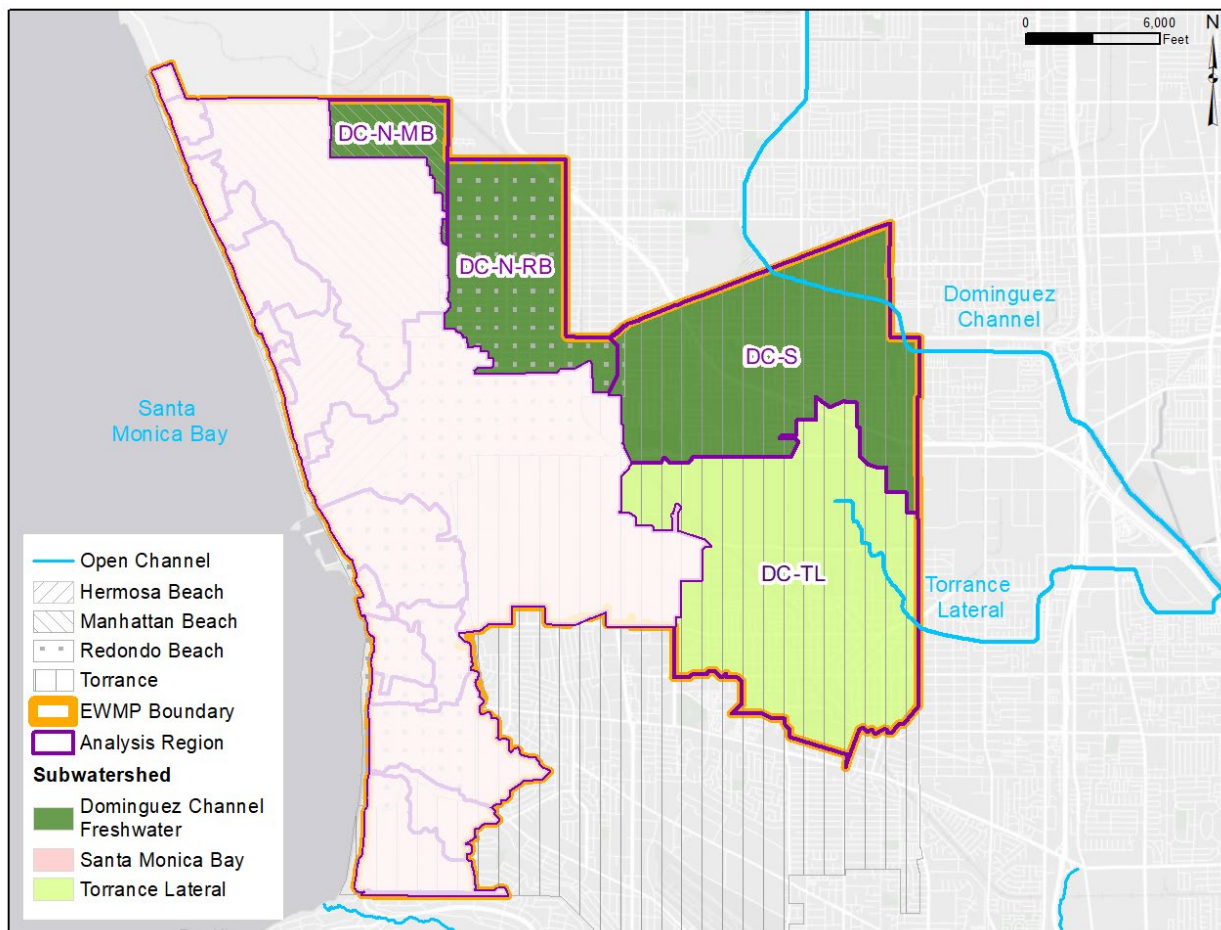 0 6,000
Feet
N
DC-N-MB
DC-N-RB
DC-S
Dominguez
Channel
Santa
Monica Bay
DC-TL
Torrance
Lateral
Open Channel
Hermosa Beach
Manhattan Beach
Redondo Beach
Torrance
EWMP Boundary
Analysis Region
Subwatershed
Dominguez Channel
Freshwater
Santa Monica Bay
Torrance Lateral